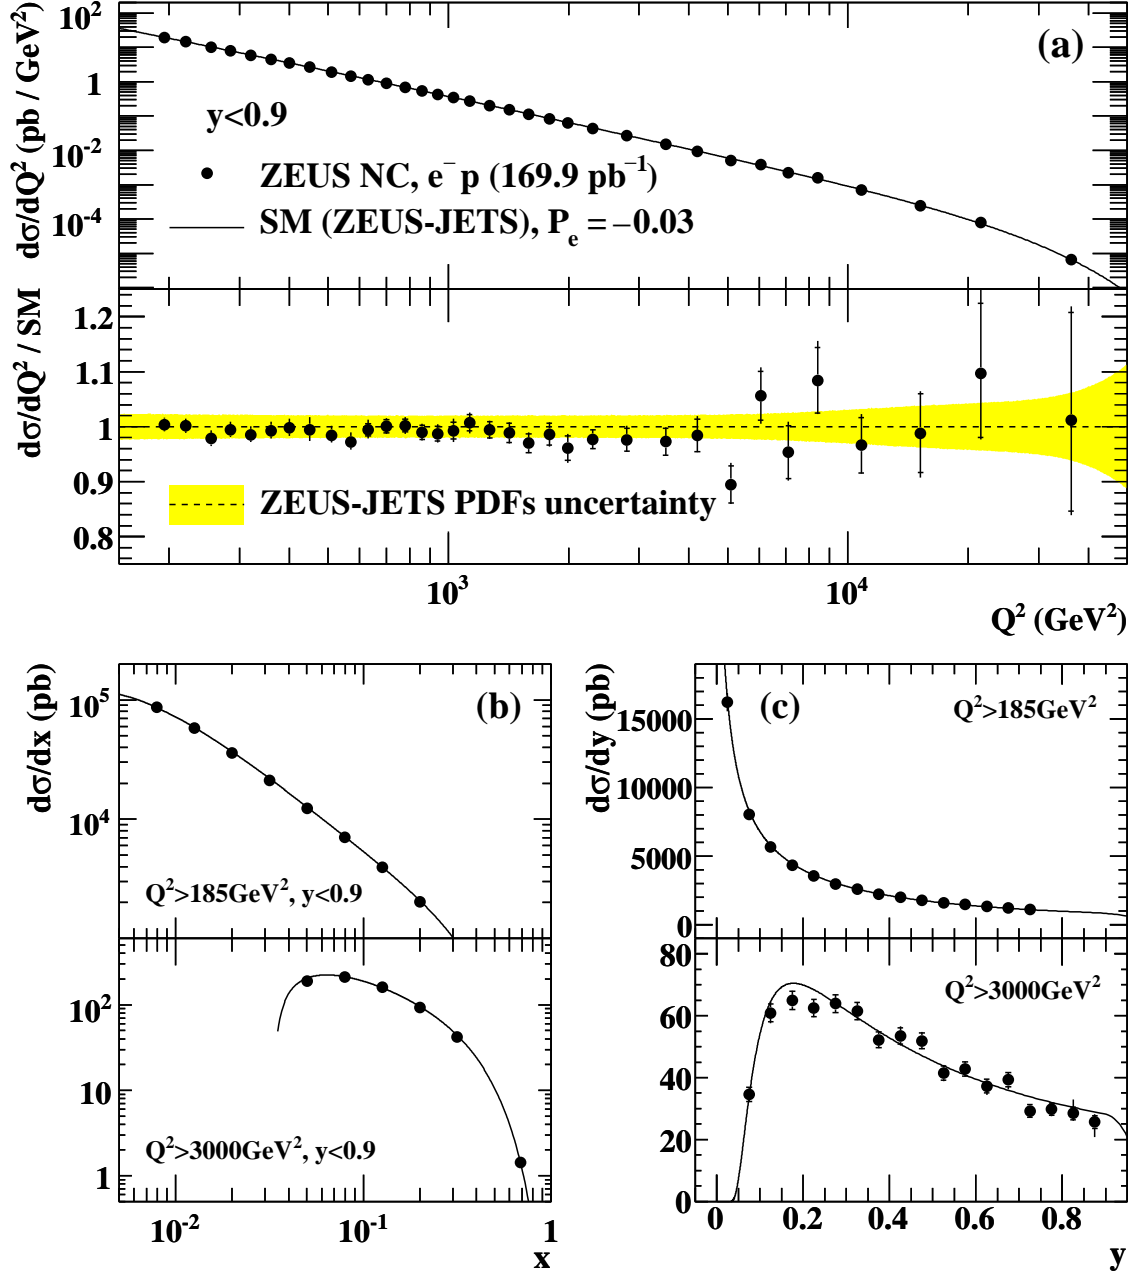 dσ/dQ² (pb / GeV²)
10²
1
10⁻²
10⁻⁴
(a)
y<0.9
ZEUS NC, e⁻p (169.9 pb⁻¹)
SM (ZEUS-JETS), Pₑ = −0.03
dσ/dQ² / SM
1.2
1.1
1
0.9
0.8
ZEUS-JETS PDFs uncertainty
10³
10⁴
Q² (GeV²)
dσ/dx (pb)
10⁵
10⁴
(b)
Q²>185GeV², y<0.9
10²
10
1
Q²>3000GeV², y<0.9
10⁻²
10⁻¹
1
x
dσ/dy (pb)
15000
10000
5000
0
(c)
Q²>185GeV²
80
60
40
20
0
Q²>3000GeV²
0
0.2
0.4
0.6
0.8
y